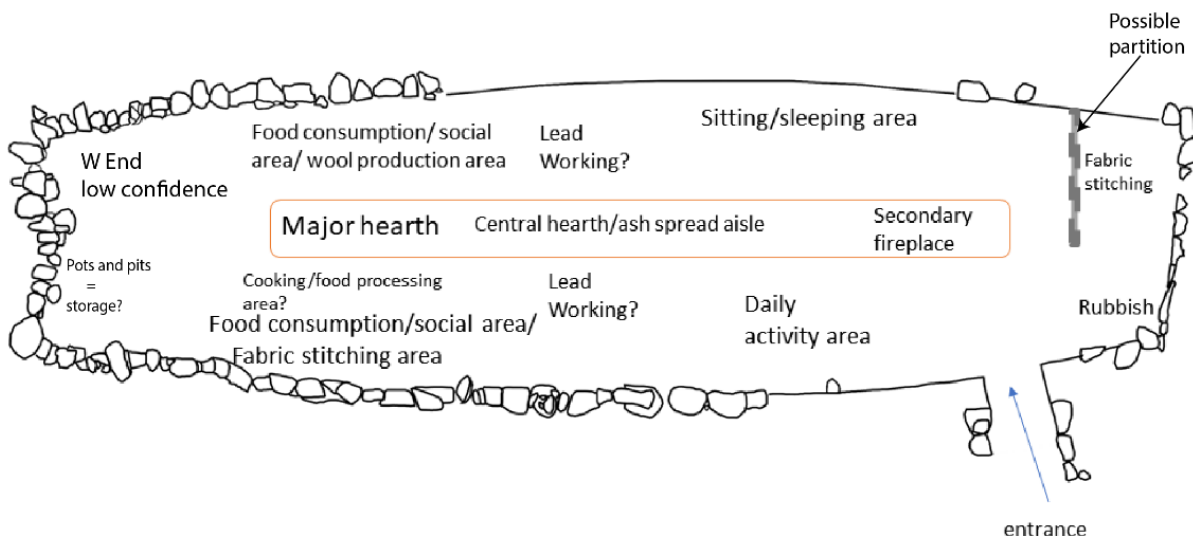 Possible
partition
Food consumption/ social
area/ wool production area
Lead
Working?
Sitting/sleeping area
W End
low confidence
Fabric
stitching
Major hearth
Central hearth/ash spread aisle
Secondary
fireplace
Pots and pits
=
storage?
Cooking/food processing
area?
Food consumption/social area/
Fabric stitching area
Lead
Working?
Daily
activity area
Rubbish
entrance